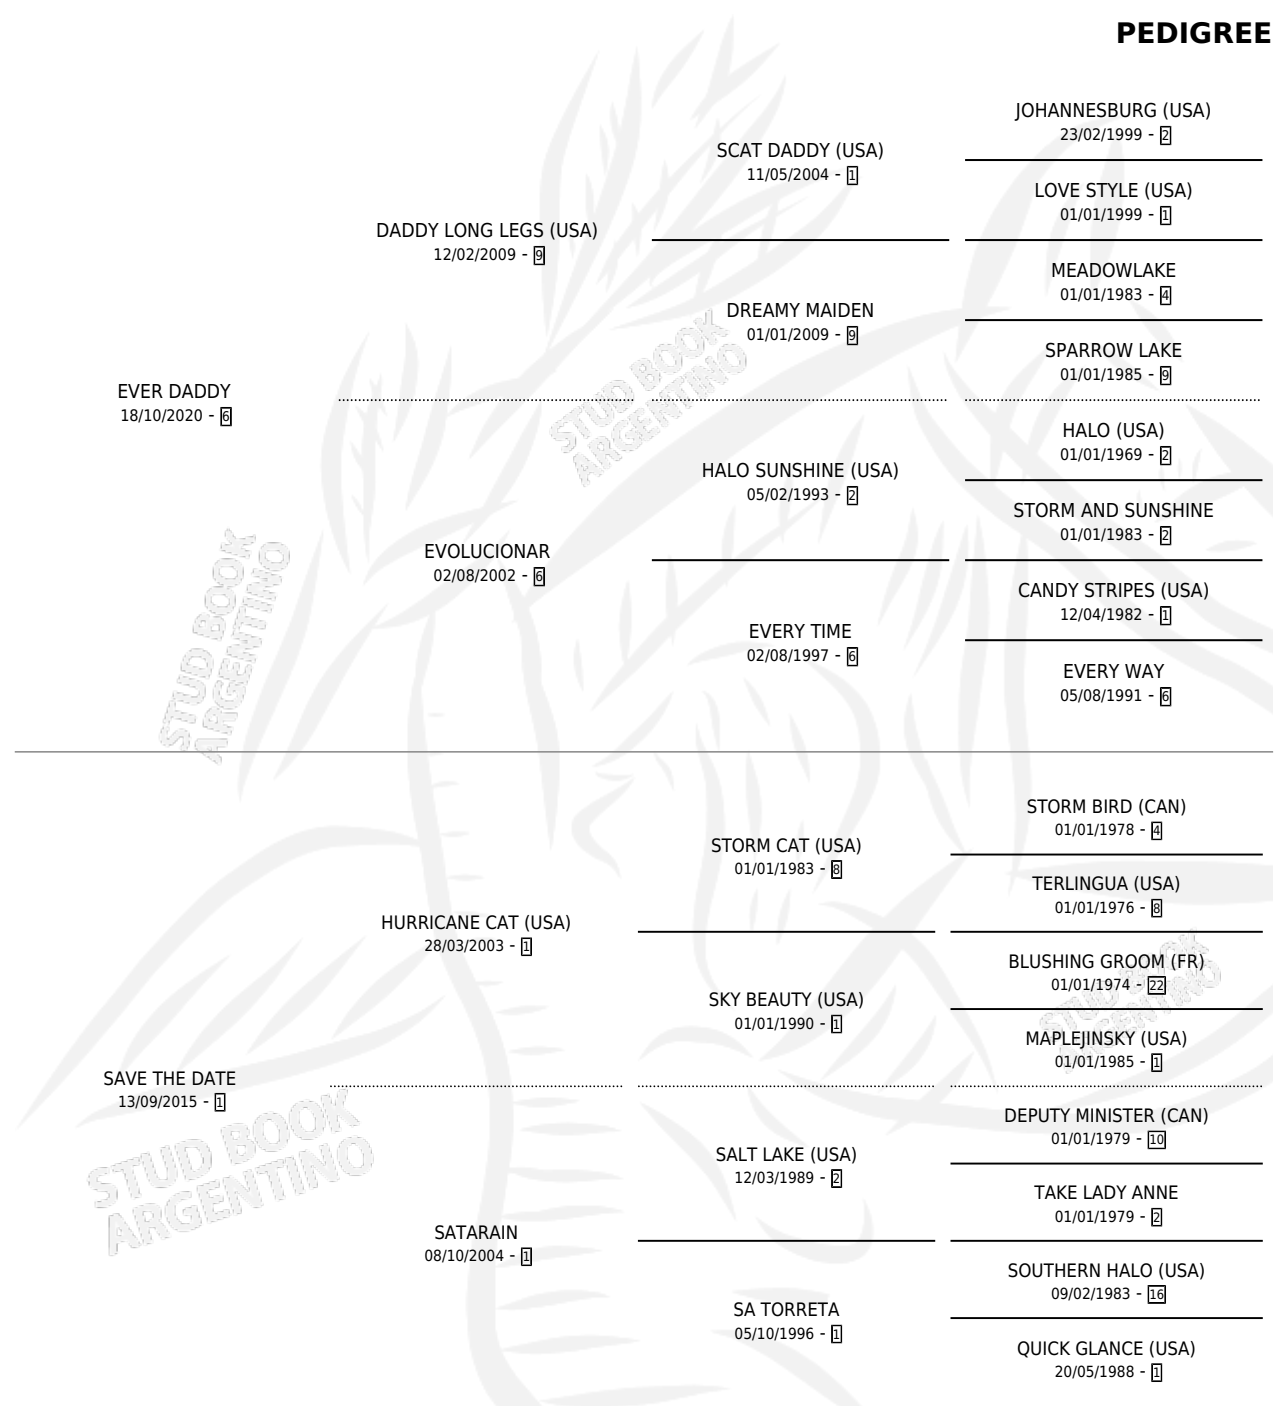 PEDIGREE
JOHANNESBURG (USA)
23/02/1999 - 2
SCAT DADDY (USA)
11/05/2004 - 1
LOVE STYLE (USA)
01/01/1999 - 1
DADDY LONG LEGS (USA)
12/02/2009 - 9
MEADOWLAKE
01/01/1983 - 4
DREAMY MAIDEN
01/01/2009 - 9
SPARROW LAKE
01/01/1985 - 9
EVER DADDY
18/10/2020 - 6
STUD BOOK
ARGENTINO
HALO (USA)
01/01/1969 - 2
HALO SUNSHINE (USA)
05/02/1993 - 2
STORM AND SUNSHINE
01/01/1983 - 2
EVOLUCIONAR
02/08/2002 - 6
CANDY STRIPES (USA)
12/04/1982 - 1
EVERY TIME
02/08/1997 - 6
EVERY WAY
05/08/1991 - 6
STUD BOOK
ARGENTINO
STORM BIRD (CAN)
01/01/1978 - 4
STORM CAT (USA)
01/01/1983 - 8
TERLINGUA (USA)
01/01/1976 - 8
HURRICANE CAT (USA)
28/03/2003 - 1
BLUSHING GROOM (FR)
01/01/1974 - 22
SKY BEAUTY (USA)
01/01/1990 - 1
STUD BOOK
ARGENTINO
MAPLEJINSKY (USA)
01/01/1985 - 1
SAVE THE DATE
13/09/2015 - 1
DEPUTY MINISTER (CAN)
01/01/1979 - 10
STUD BOOK
ARGENTINO
SALT LAKE (USA)
12/03/1989 - 2
TAKE LADY ANNE
01/01/1979 - 2
SATARAIN
08/10/2004 - 1
SOUTHERN HALO (USA)
09/02/1983 - 16
SA TORRETA
05/10/1996 - 1
QUICK GLANCE (USA)
20/05/1988 - 1